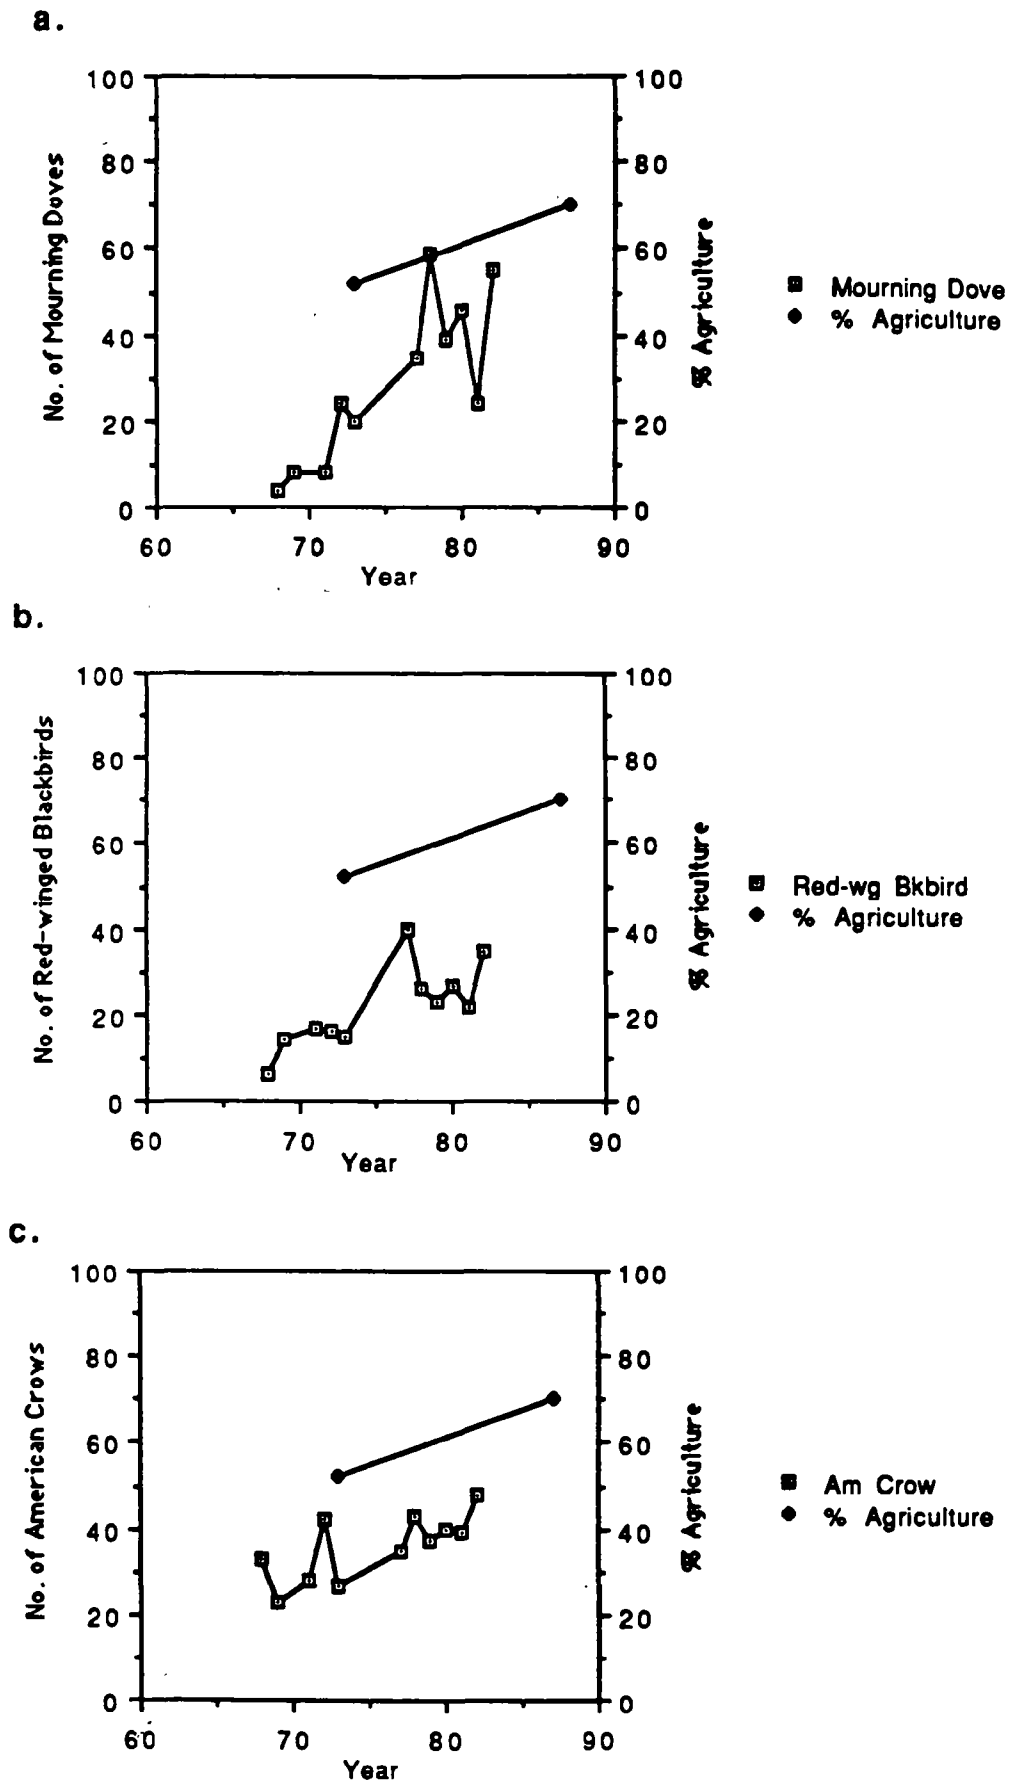 a.
100
80
60
40
20
0
No. of Mourning Doves
100
80
60
40
20
0
% Agriculture
60 70 80 90
Year
Mourning Dove
% Agriculture
b.
100
80
60
40
20
0
No. of Red-winged Blackbirds
100
80
60
40
20
0
% Agriculture
60 70 80 90
Year
Red-wg Bkbird
% Agriculture
c.
100
80
60
40
20
0
No. of American Crows
100
80
60
40
20
0
% Agriculture
60 70 80 90
Year
Am Crow
% Agriculture